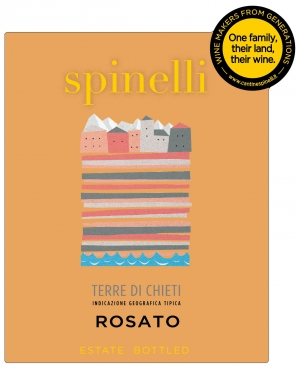 spinelli
WINE MAKERS FROM GENERATIONS
One family,
their land,
their wine.
www.cantinespinelli.it
TERRE DI CHIETI
INDICAZIONE GEOGRAFICA TIPICA
ROSATO
ESTATE BOTTLED